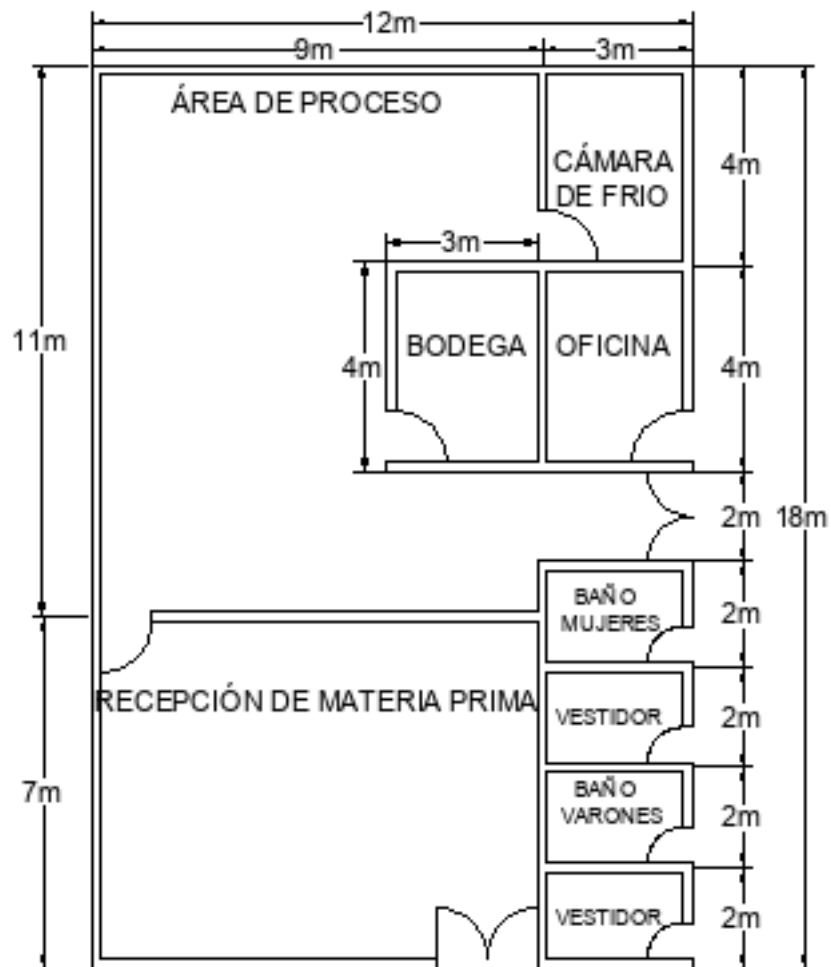 12m
9m
3m
ÁREA DE PROCESO
CÁMARA
DE FRIO
4m
3m
11m
4m
BODEGA
OFICINA
4m
2m
18m
BAÑO
MUJERES
2m
RECEPCIÓN DE MATERIA PRIMA
VESTIDOR
2m
7m
BAÑO
VARONES
2m
VESTIDOR
2m